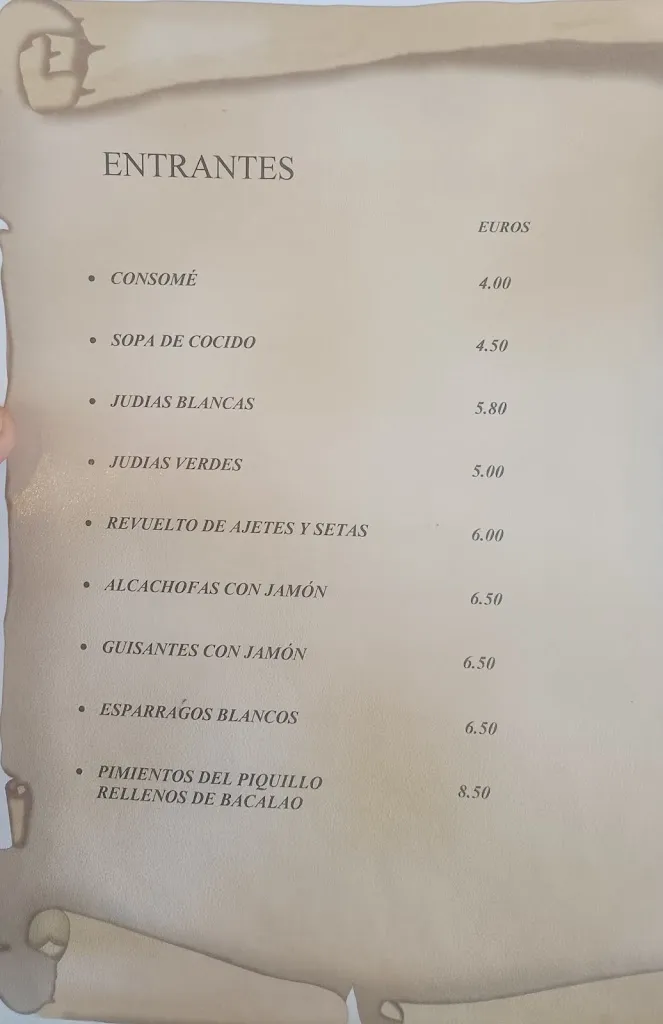 ENTRANTES
EUROS
• CONSOMÉ 4.00
• SOPA DE COCIDO 4.50
• JUDIAS BLANCAS 5.80
• JUDIAS VERDES 5.00
• REVUELTO DE AJETES Y SETAS 6.00
• ALCACHOFAS CON JAMÓN 6.50
• GUISANTES CON JAMÓN 6.50
• ESPARRAGOS BLANCOS 6.50
• PIMIENTOS DEL PIQUILLO
RELLENOS DE BACALAO 8.50